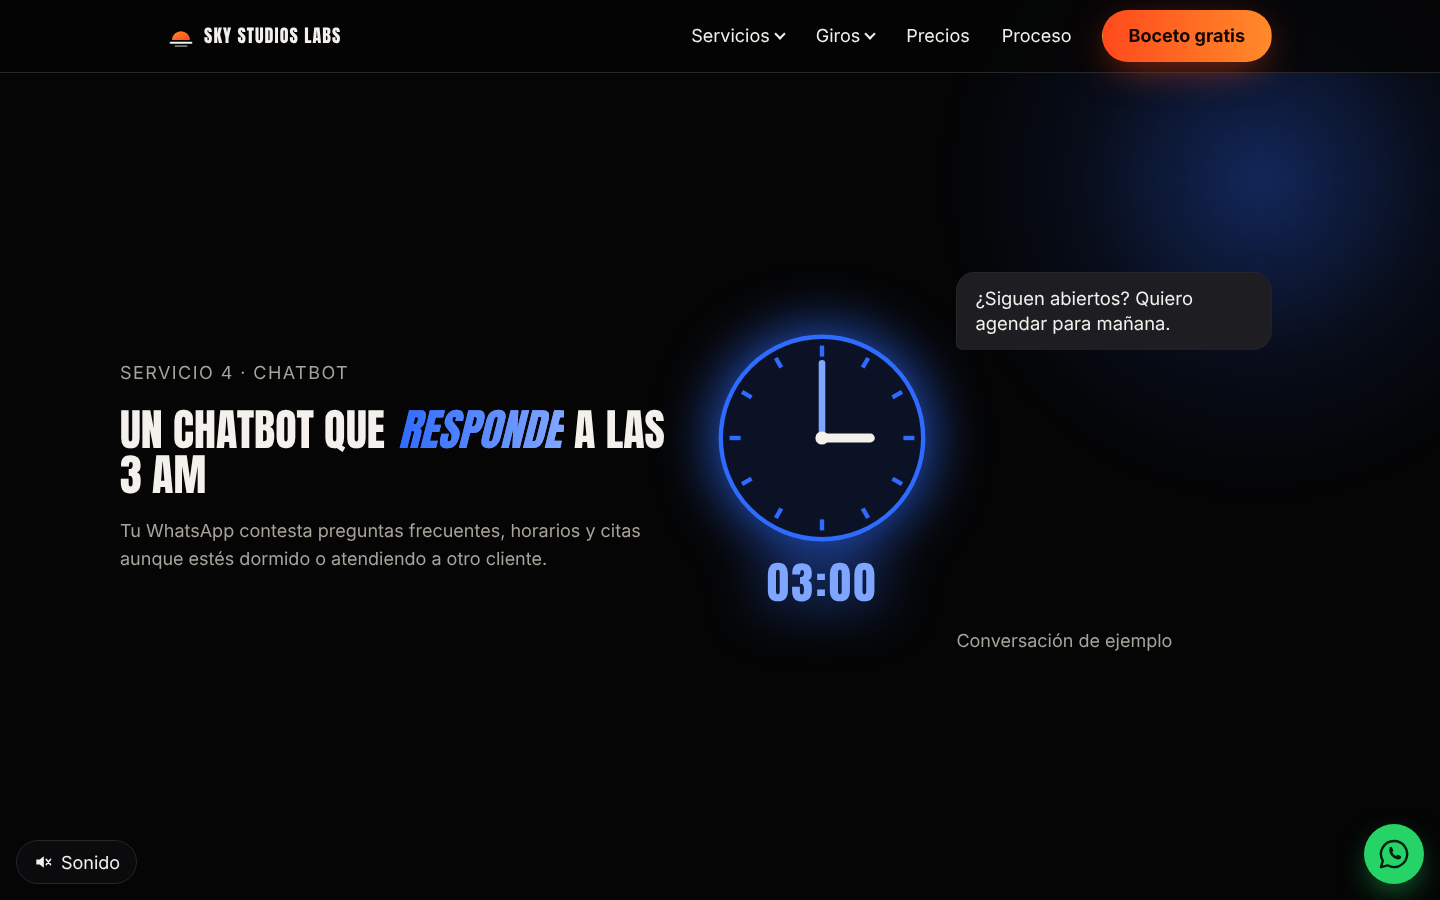 SKY STUDIOS LABS
Servicios
Giros
Precios
Proceso
Boceto gratis
SERVICIO 4 · CHATBOT
UN CHATBOT QUE RESPONDE A LAS
3 AM
Tu WhatsApp contesta preguntas frecuentes, horarios y citas
aunque estés dormido o atendiendo a otro cliente.
03:00
¿Siguen abiertos? Quiero
agendar para mañana.
Conversación de ejemplo
Sonido